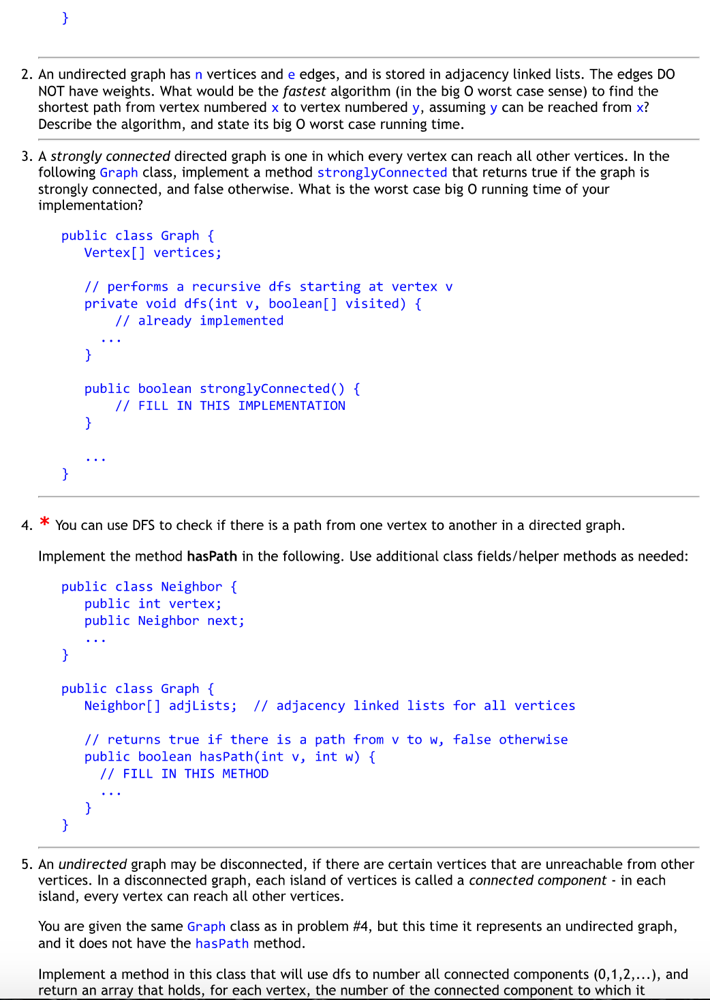 }
2. An undirected graph has n vertices and e edges, and is stored in adjacency linked lists. The edges DO
NOT have weights. What would be the fastest algorithm (in the big O worst case sense) to find the
shortest path from vertex numbered x to vertex numbered y, assuming y can be reached from x?
Describe the algorithm, and state its big O worst case running time.
3. A strongly connected directed graph is one in which every vertex can reach all other vertices. In the
following Graph class, implement a method stronglyConnected that returns true if the graph is
strongly connected, and false otherwise. What is the worst case big O running time of your
implementation?
public class Graph {
Vertex[] vertices;
// performs a recursive dfs starting at vertex v
private void dfs(int v, boolean[] visited) {
// already implemented
...
}
public boolean stronglyConnected() {
// FILL IN THIS IMPLEMENTATION
}
...
}
4. * You can use DFS to check if there is a path from one vertex to another in a directed graph.
Implement the method hasPath in the following. Use additional class fields/helper methods as needed:
public class Neighbor {
public int vertex;
public Neighbor next;
...
}
public class Graph {
Neighbor[] adjLists;  // adjacency linked lists for all vertices
// returns true if there is a path from v to w, false otherwise
public boolean hasPath(int v, int w) {
// FILL IN THIS METHOD
...
}
}
5. An undirected graph may be disconnected, if there are certain vertices that are unreachable from other
vertices. In a disconnected graph, each island of vertices is called a connected component - in each
island, every vertex can reach all other vertices.
You are given the same Graph class as in problem #4, but this time it represents an undirected graph,
and it does not have the hasPath method.
Implement a method in this class that will use dfs to number all connected components (0,1,2,...), and
return an array that holds, for each vertex, the number of the connected component to which it